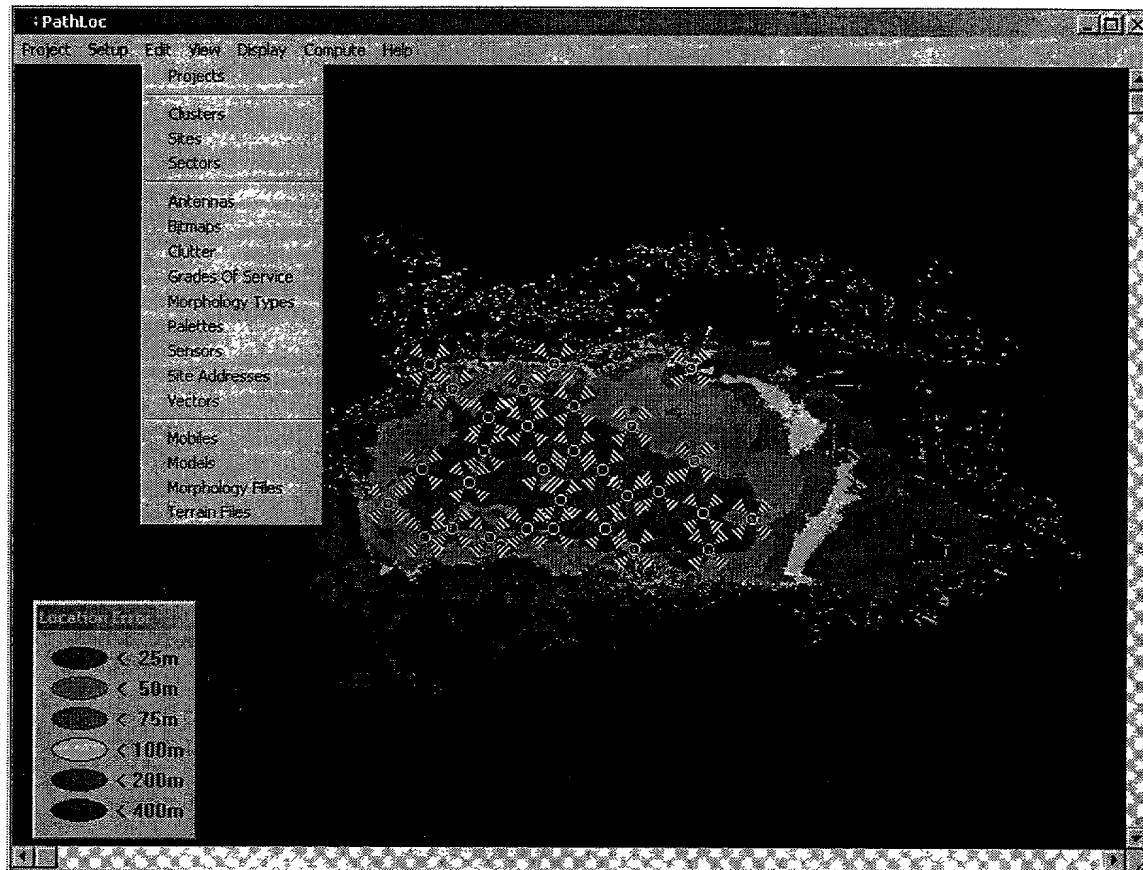 PathLoc
Project Setup Edit View Display Compute Help
Projects
Clusters
Sites
Sectors
Antennas
Bitmaps
Clutter
Grades Of Service
Morphology Types
Palettes
Sensors
Site Addresses
Vectors
Mobiles
Models
Morphology Files
Terrain Files
Location Error
< 25m
< 50m
< 75m
< 100m
< 200m
< 400m